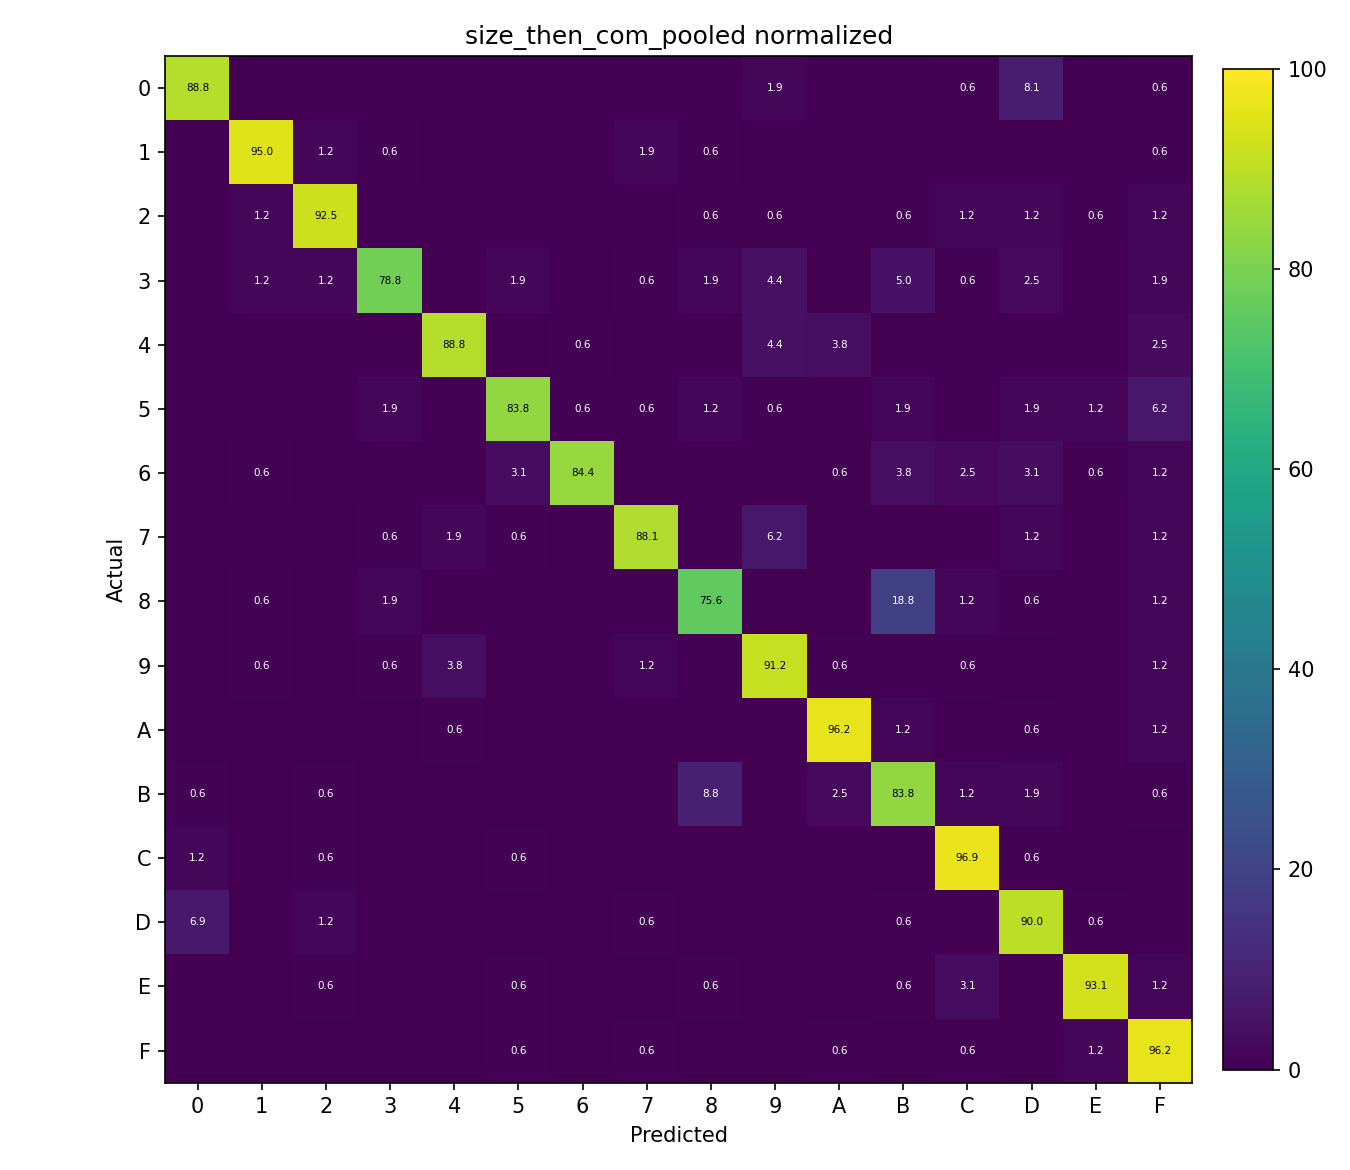 size_then_com_pooled normalized
0 88.8 1.9 0.6 8.1 0.6
1 95.0 1.2 0.6 1.9 0.6 0.6
2 1.2 92.5 0.6 0.6 0.6 1.2 1.2 0.6 1.2
3 1.2 1.2 78.8 1.9 0.6 1.9 4.4 5.0 0.6 2.5 1.9
4 88.8 0.6 4.4 3.8 2.5
5 1.9 83.8 0.6 0.6 1.2 0.6 1.9 1.9 1.2 6.2
6 0.6 3.1 84.4 0.6 3.8 2.5 3.1 0.6 1.2
7 0.6 1.9 0.6 88.1 6.2 1.2 1.2
8 0.6 1.9 75.6 18.8 1.2 0.6 1.2
9 0.6 0.6 3.8 1.2 91.2 0.6 0.6 1.2
A 0.6 96.2 1.2 0.6 1.2
B 0.6 0.6 8.8 2.5 83.8 1.2 1.9 0.6
C 1.2 0.6 0.6 96.9 0.6
D 6.9 1.2 0.6 0.6 90.0 0.6
E 0.6 0.6 0.6 0.6 3.1 93.1 1.2
F 0.6 0.6 0.6 0.6 1.2 96.2
0 1 2 3 4 5 6 7 8 9 A B C D E F
Predicted
Actual
100
80
60
40
20
0